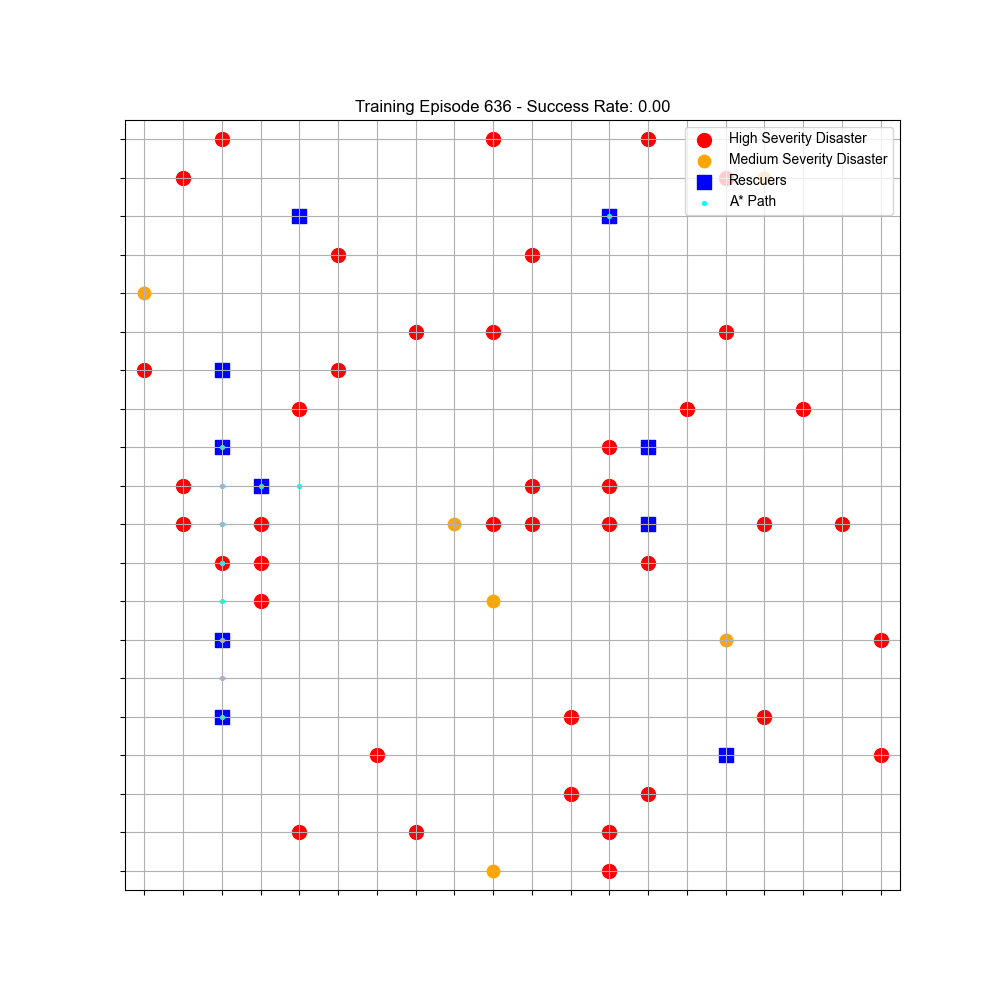 Training Episode 636 - Success Rate: 0.00
High Severity Disaster
Medium Severity Disaster
Rescuers
A* Path